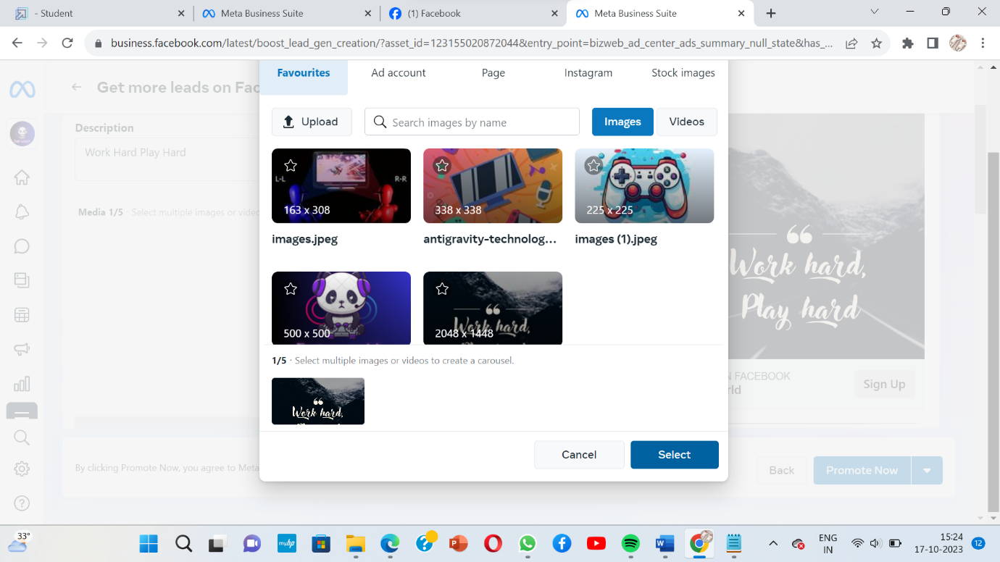 - Student
Meta Business Suite
(1) Facebook
Meta Business Suite
business.facebook.com/latest/boost_lead_gen_creation/?asset_id=123155020872044&entry_point=bizweb_ad_center_ads_summary_null_state&has_...
Favourites
Ad account
Page
Instagram
Stock images
Get more leads on Fac
Upload
Search images by name
Images
Videos
Description
Work Hard Play Hard
L-L
R-R
163 x 308
338 x 338
225 x 225
images.jpeg
antigravity-technolog...
images (1).jpeg
Media 1/5 · Select multiple images or video
Work hard,
Play hard
500 x 500
Work hard,
2048 x 1448
1/5 · Select multiple images or videos to create a carousel.
N FACEBOOK
rld
Sign Up
Work hard,
Cancel
Select
By clicking Promote Now, you agree to Meta
Back
Promote Now
33°
myhp
ENG
IN
15:24
17-10-2023
12